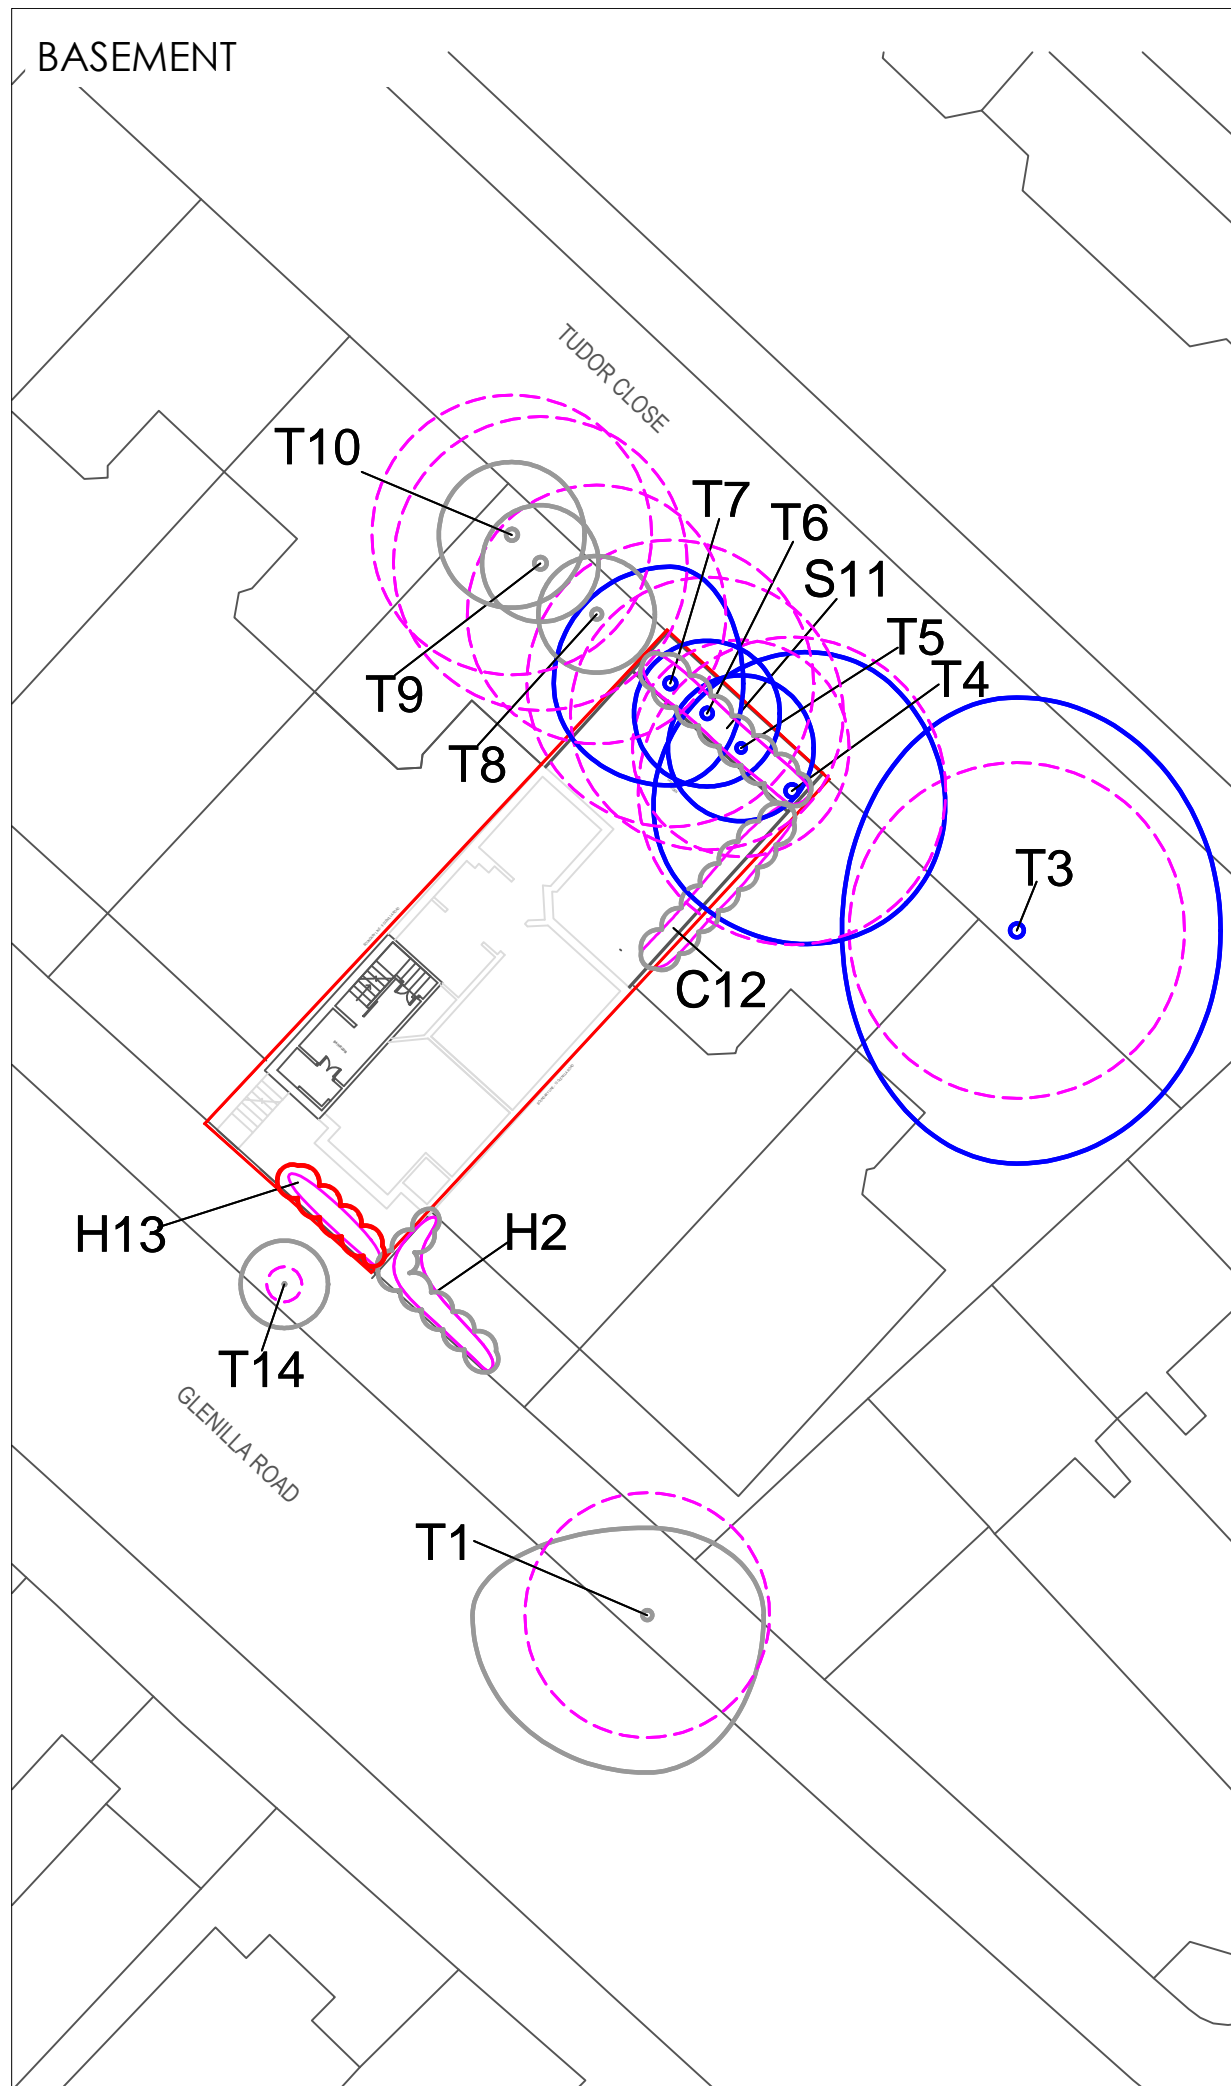 BASEMENT
TUDOR CLOSE
T10
T7
T6
S11
T5
T4
T9
T8
T3
C12
H13
H2
T14
GLENILLA ROAD
T1